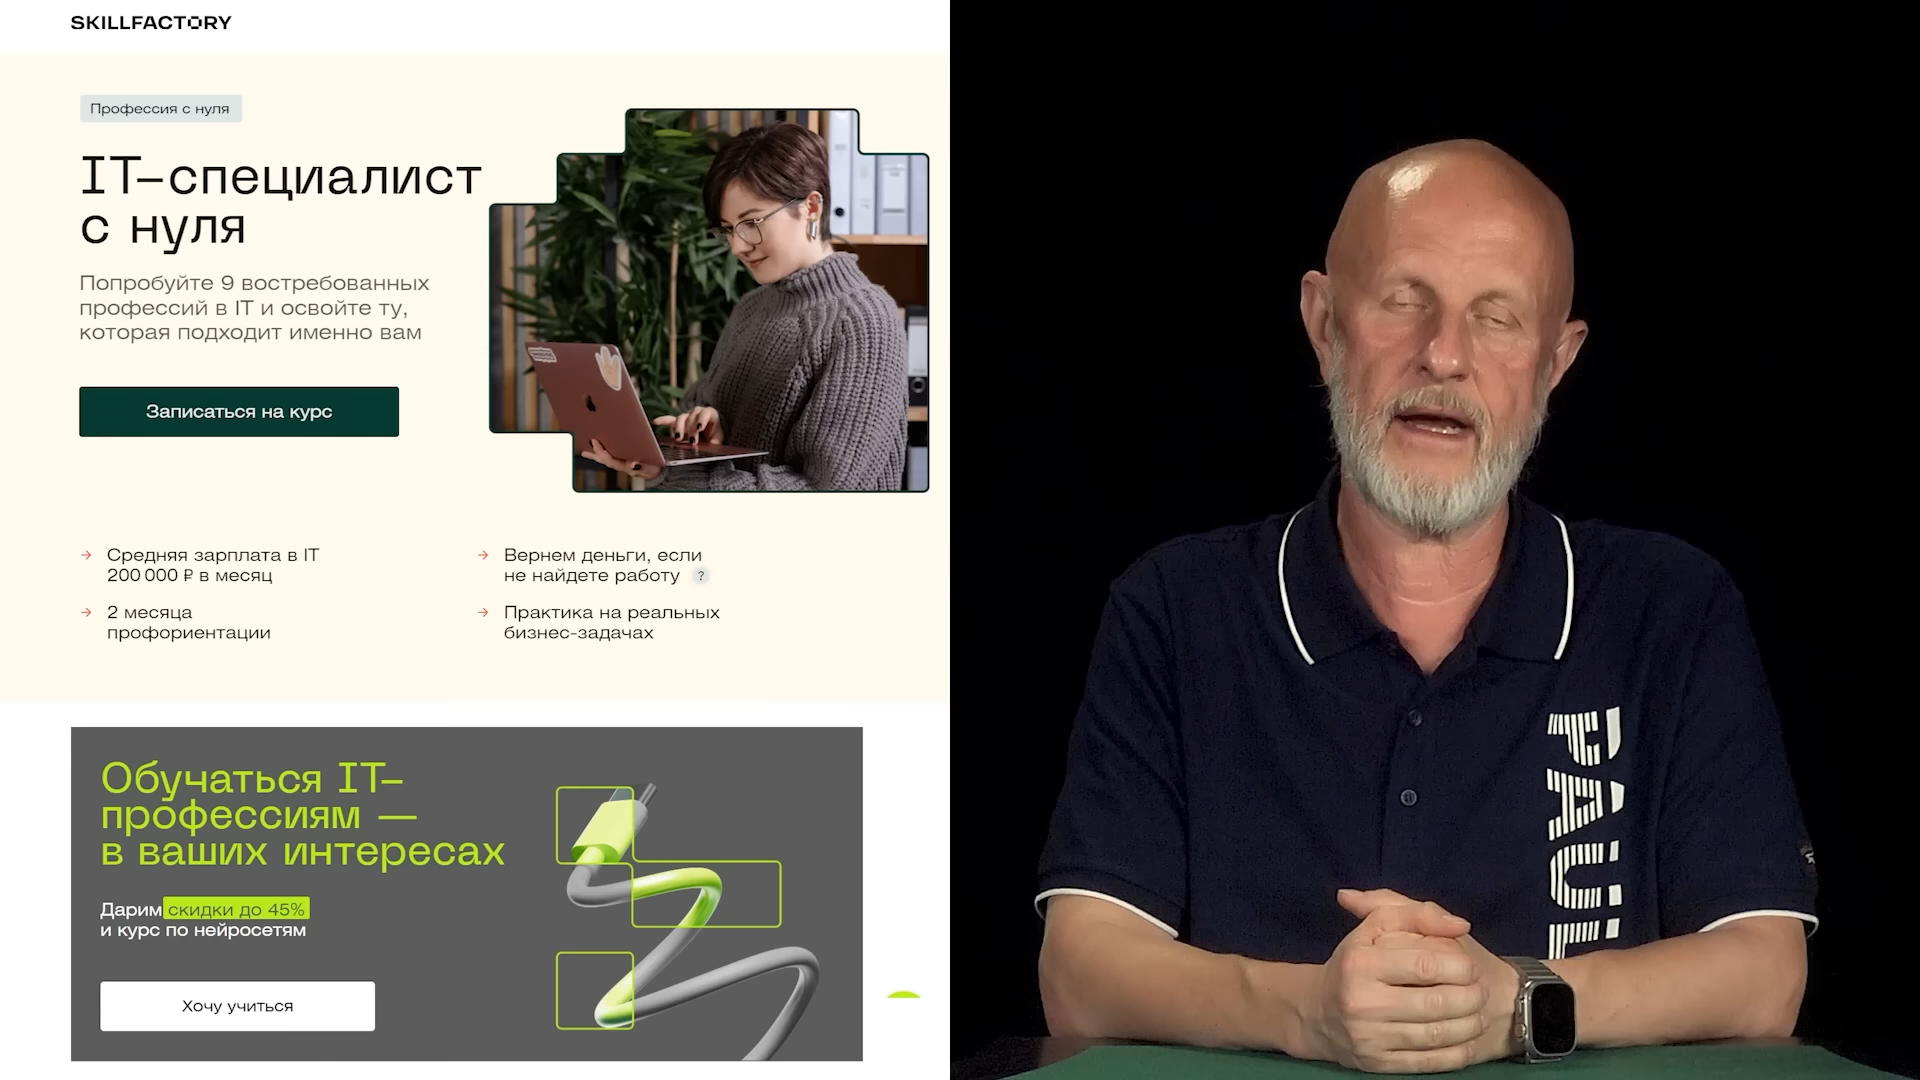 SKILLFACTORY
Профессия с нуля
IT-специалист
с нуля
Попробуйте 9 востребованных
профессий в IT и освойте ту,
которая подходит именно вам
Записаться на курс
→ Средняя зарплата в IT
200 000 ₽ в месяц
→ 2 месяца
профориентации
→ Вернем деньги, если
не найдете работу ?
→ Практика на реальных
бизнес-задачах
Обучаться IT-
профессиям —
в ваших интересах
Дарим скидки до 45%
и курс по нейросетям
Хочу учиться
PAUL